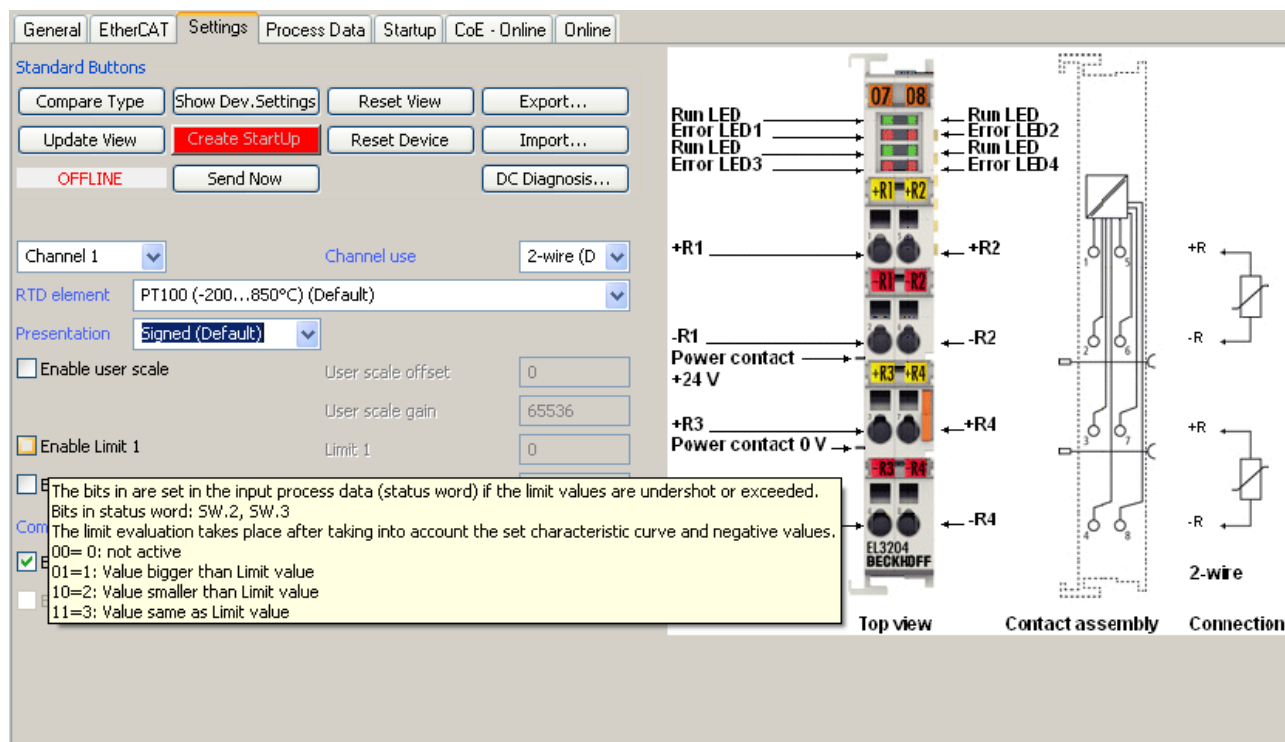 General EtherCAT Settings Process Data Startup CoE - Online Online
Standard Buttons
Compare Type Show Dev.Settings Reset View Export...
Update View Create StartUp Reset Device Import...
OFFLINE Send Now DC Diagnosis...
Channel 1 Channel use 2-wire (D
RTD element PT100 (-200...850°C) (Default)
Presentation Signed (Default)
Enable user scale User scale offset 0
User scale gain 65536
Enable Limit 1 Limit 1 0
E
The bits in are set in the input process data (status word) if the limit values are undershot or exceeded.
Bits in status word: SW.2, SW.3
The limit evaluation takes place after taking into account the set characteristic curve and negative values.
00= 0: not active
01=1: Value bigger than Limit value
10=2: Value smaller than Limit value
11=3: Value same as Limit value
Com
E
E
07 08
Run LED Run LED
Error LED1 Error LED2
Run LED Run LED
Error LED3 Error LED4
+R1 +R2
+R1 +R2
-R1 -R2
-R1 -R2
Power contact
+24 V
+R3 +R4
+R3 +R4
Power contact 0 V
-R3 -R4
-R4
EL3204
BECKHOFF
Top view
1 5
2 6
3 7
4 8
Contact assembly
+R
-R
+R
-R
2-wire
Connection